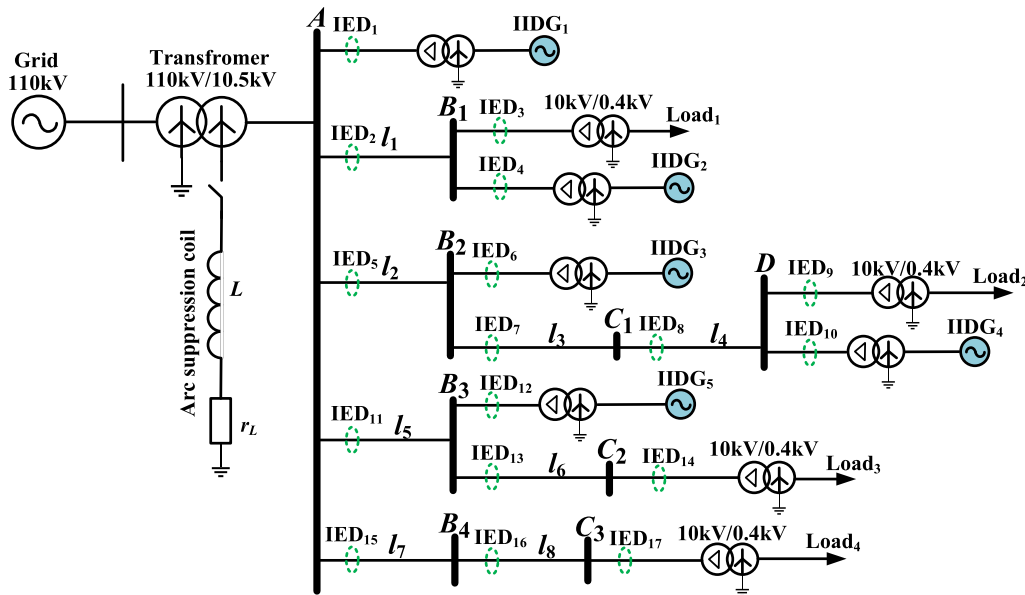 Grid
110kV
Transfromer
110kV/10.5kV
Arc suppression coil
L
r_L
A
IED₁
IIDG₁
IED₂
l₁
B₁
IED₃
10kV/0.4kV
Load₁
IED₄
IIDG₂
IED₅
l₂
B₂
IED₆
IIDG₃
IED₇
l₃
C₁
IED₈
l₄
D
IED₉
10kV/0.4kV
Load₂
IED₁₀
IIDG₄
IED₁₁
l₅
B₃
IED₁₂
IIDG₅
IED₁₃
l₆
C₂
IED₁₄
10kV/0.4kV
Load₃
IED₁₅
l₇
B₄
IED₁₆
l₈
C₃
IED₁₇
10kV/0.4kV
Load₄